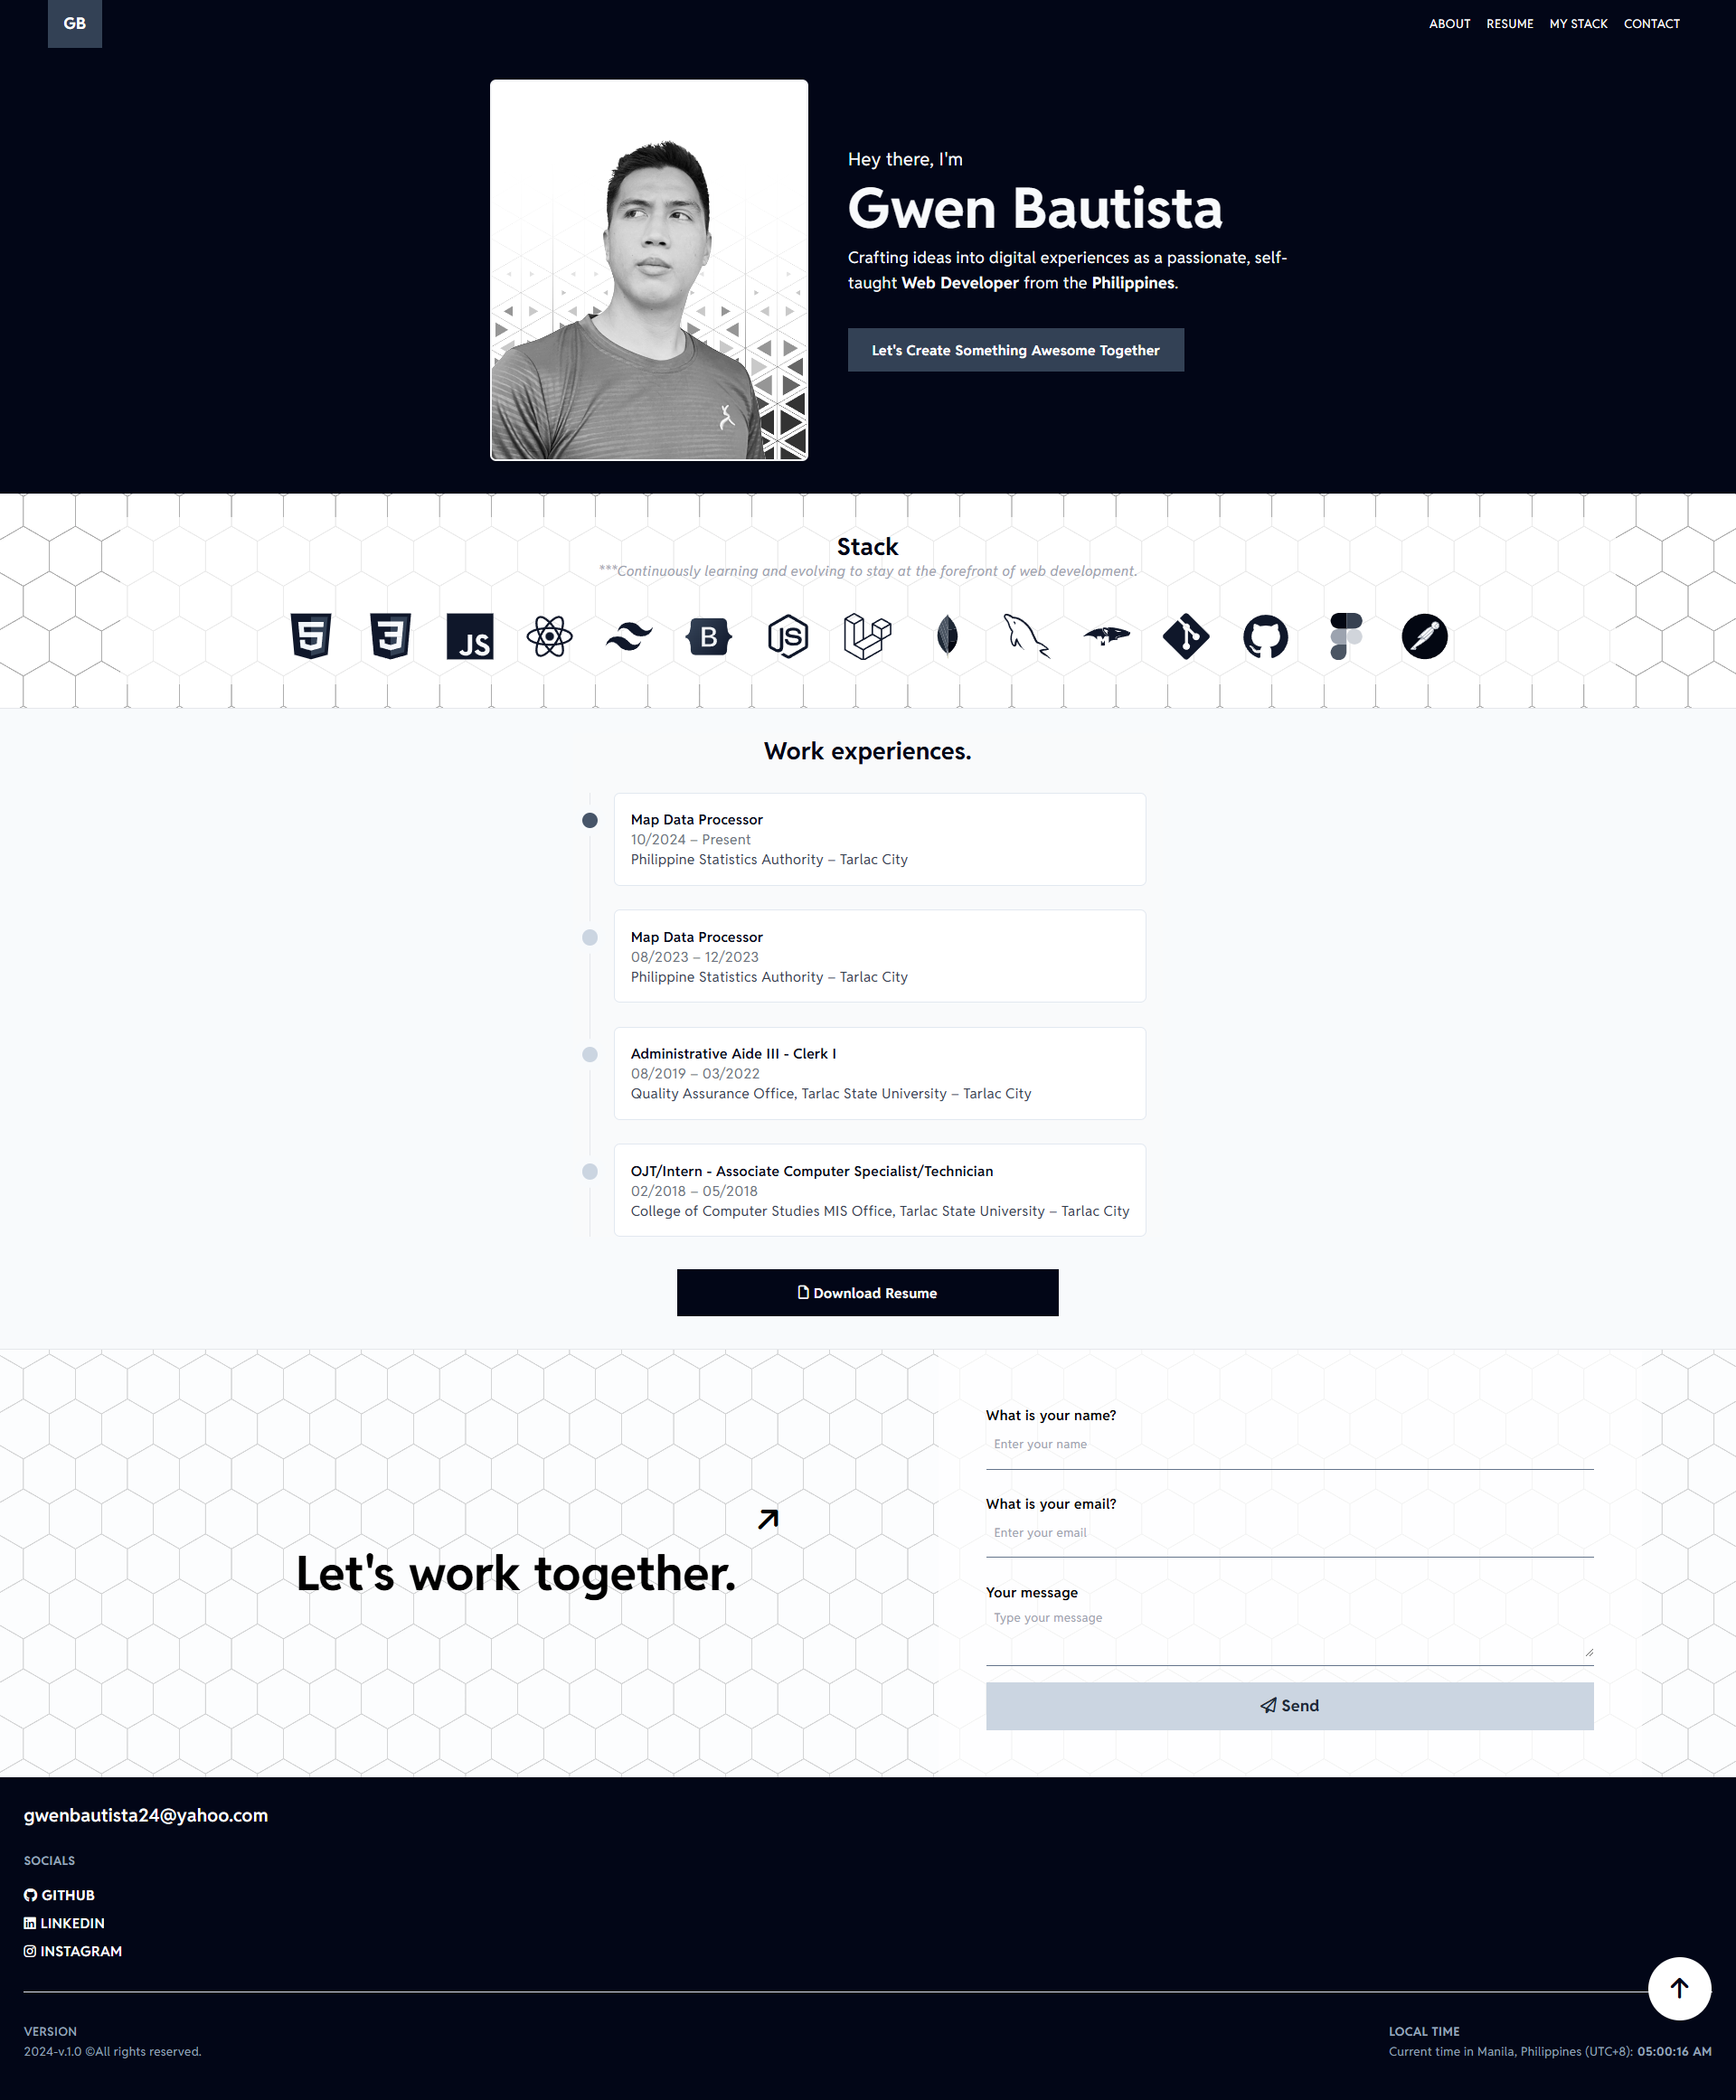 GB
ABOUT RESUME MY STACK CONTACT
Hey there, I'm
Gwen Bautista
Crafting ideas into digital experiences as a passionate, self-
taught Web Developer from the Philippines.
Let's Create Something Awesome Together
Stack
***Continuously learning and evolving to stay at the forefront of web development.
5 3 JS B JS
Work experiences.
Map Data Processor
10/2024 – Present
Philippine Statistics Authority – Tarlac City
Map Data Processor
08/2023 – 12/2023
Philippine Statistics Authority – Tarlac City
Administrative Aide III - Clerk I
08/2019 – 03/2022
Quality Assurance Office, Tarlac State University – Tarlac City
OJT/Intern - Associate Computer Specialist/Technician
02/2018 – 05/2018
College of Computer Studies MIS Office, Tarlac State University – Tarlac City
Download Resume
Let's work together.
What is your name?
Enter your name
What is your email?
Enter your email
Your message
Type your message
Send
gwenbautista24@yahoo.com
SOCIALS
GITHUB
LINKEDIN
INSTAGRAM
VERSION
2024-v.1.0 ©All rights reserved.
LOCAL TIME
Current time in Manila, Philippines (UTC+8): 05:00:16 AM